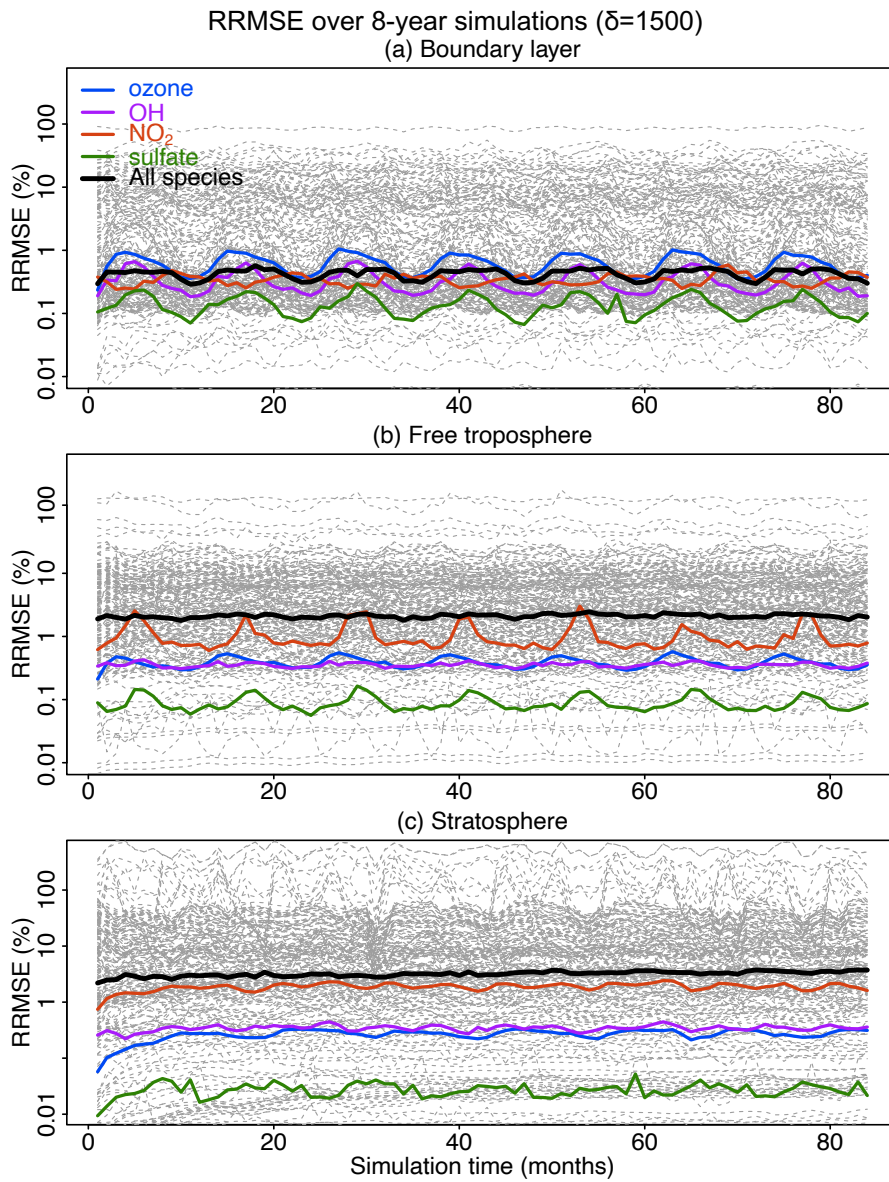 RRMSE over 8-year simulations (δ=1500)
(a) Boundary layer
ozone
OH
NO₂
sulfate
All species
RRMSE (%)
100
10
1
0.1
0.01
0 20 40 60 80
(b) Free troposphere
RRMSE (%)
100
10
1
0.1
0.01
0 20 40 60 80
(c) Stratosphere
RRMSE (%)
100
10
1
0.01
0 20 40 60 80
Simulation time (months)